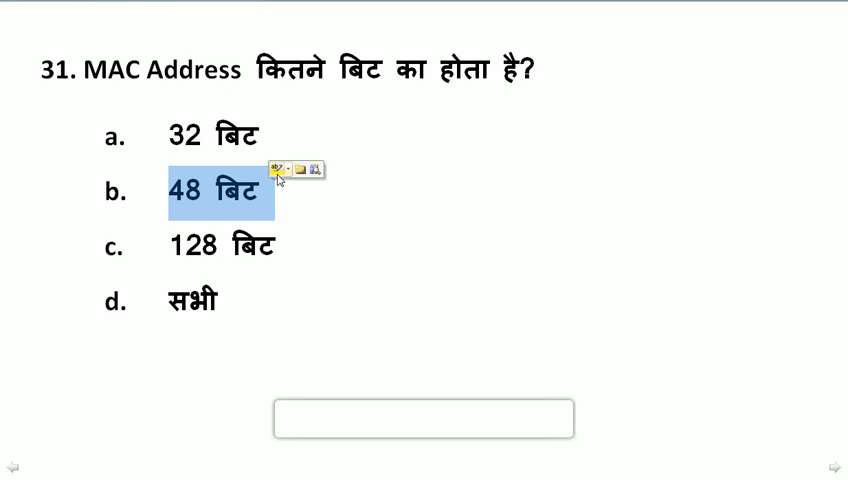 31. MAC Address कितने बिट का होता है?
a. 32 बिट
b. 48 बिट
c. 128 बिट
d. सभी